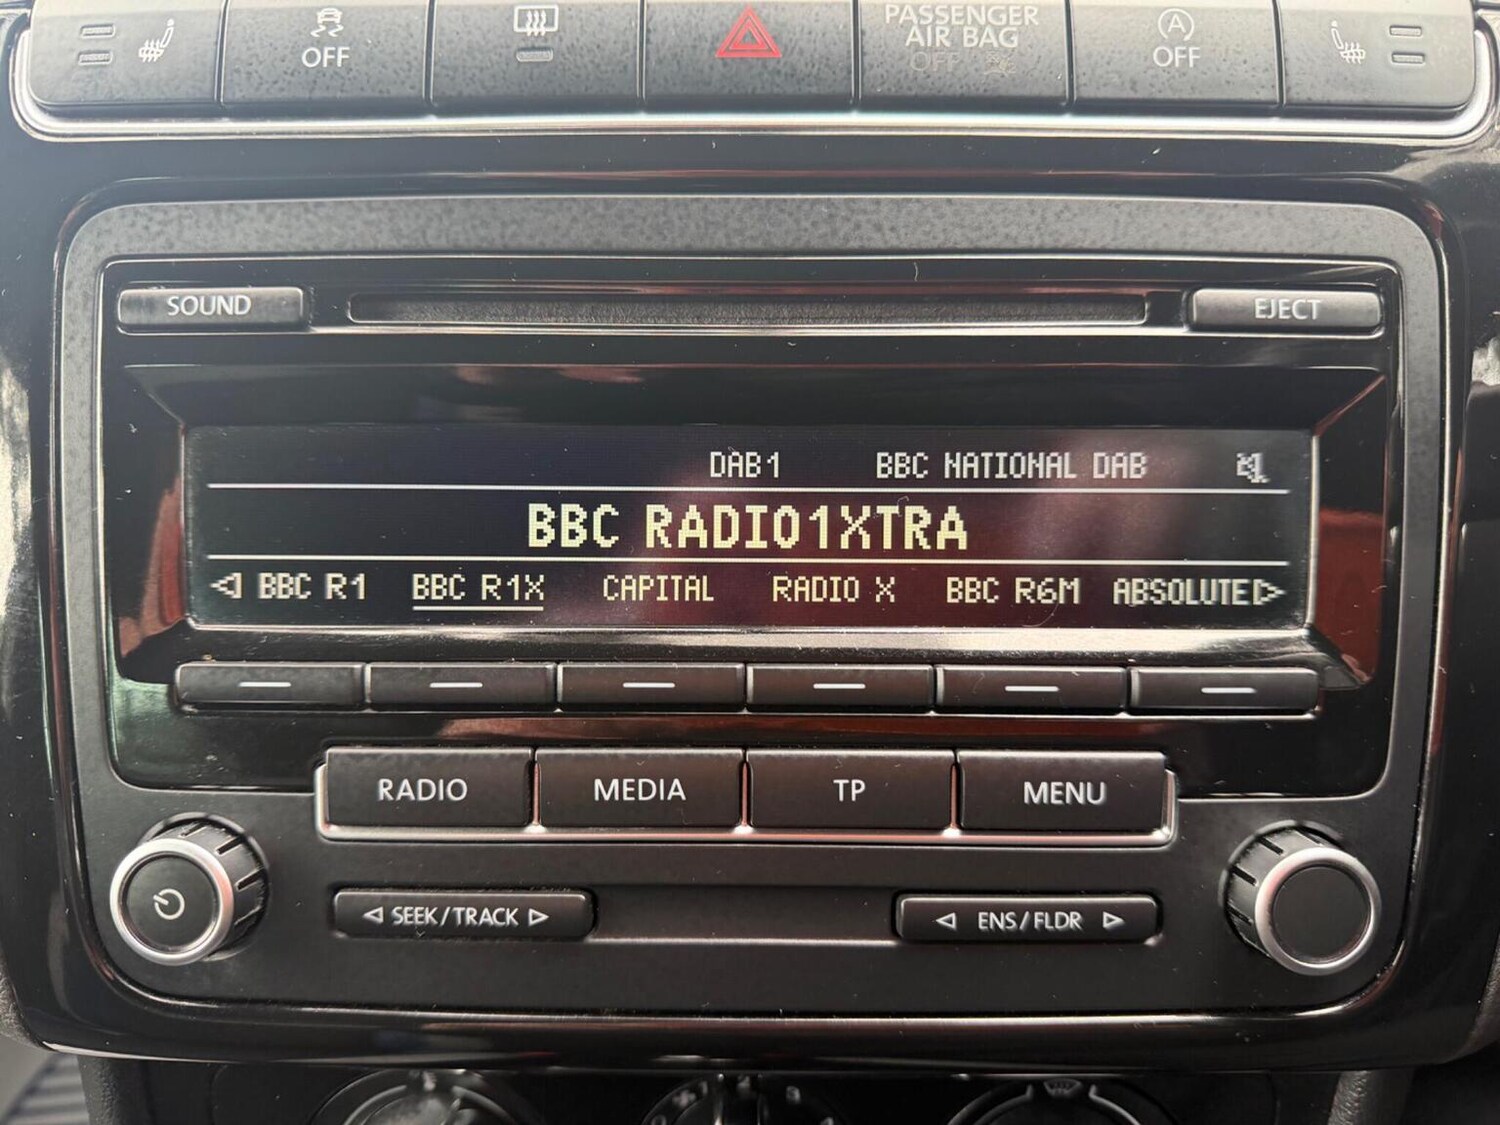 OFF
PASSENGER
AIR BAG
OFF
A
OFF
SOUND
EJECT
DAB1 BBC NATIONAL DAB
BBC RADIO1XTRA
BBC R1 BBC R1X CAPITAL RADIO X BBC R6M ABSOLUTE
RADIO MEDIA TP MENU
SEEK/TRACK ENS/FLDR